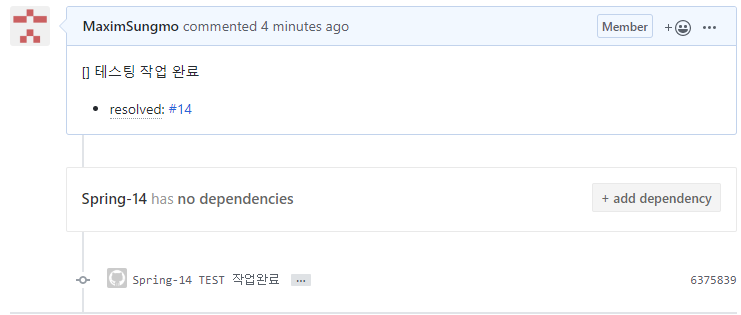 MaximSungmo commented 4 minutes ago Member
[] 테스팅 작업 완료
resolved: #14
Spring-14 has no dependencies + add dependency
Spring-14 TEST 작업완료 ... 6375839